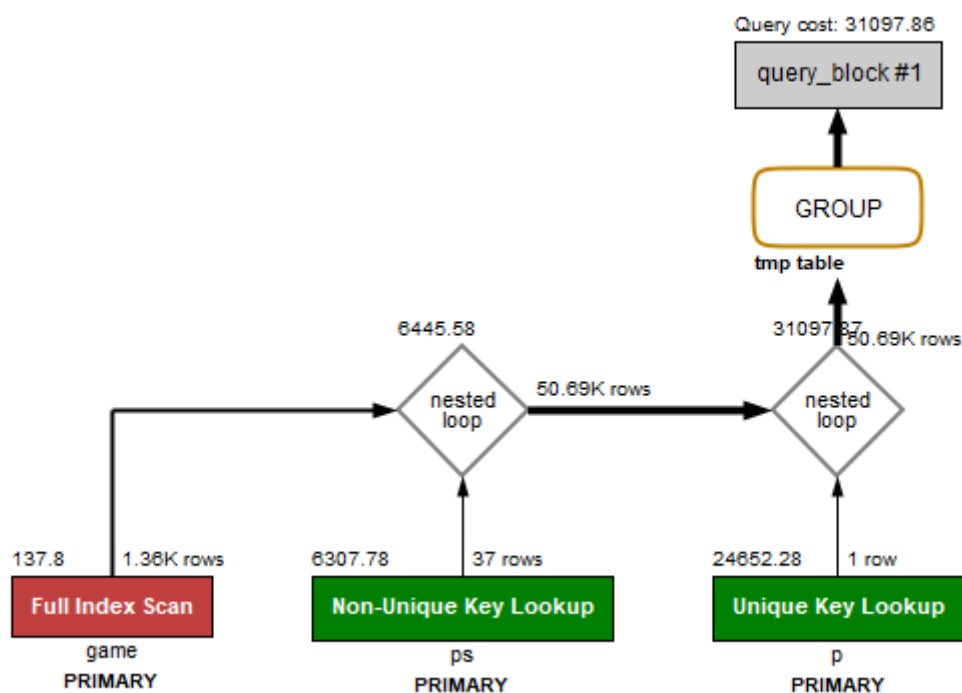 Query cost: 31097.86
query_block #1
GROUP
tmp table
6445.58
31097.87
50.69K rows
50.69K rows
nested
loop
nested
loop
137.8
1.36K rows
6307.78
37 rows
24652.28
1 row
Full Index Scan
Non-Unique Key Lookup
Unique Key Lookup
game
ps
p
PRIMARY
PRIMARY
PRIMARY